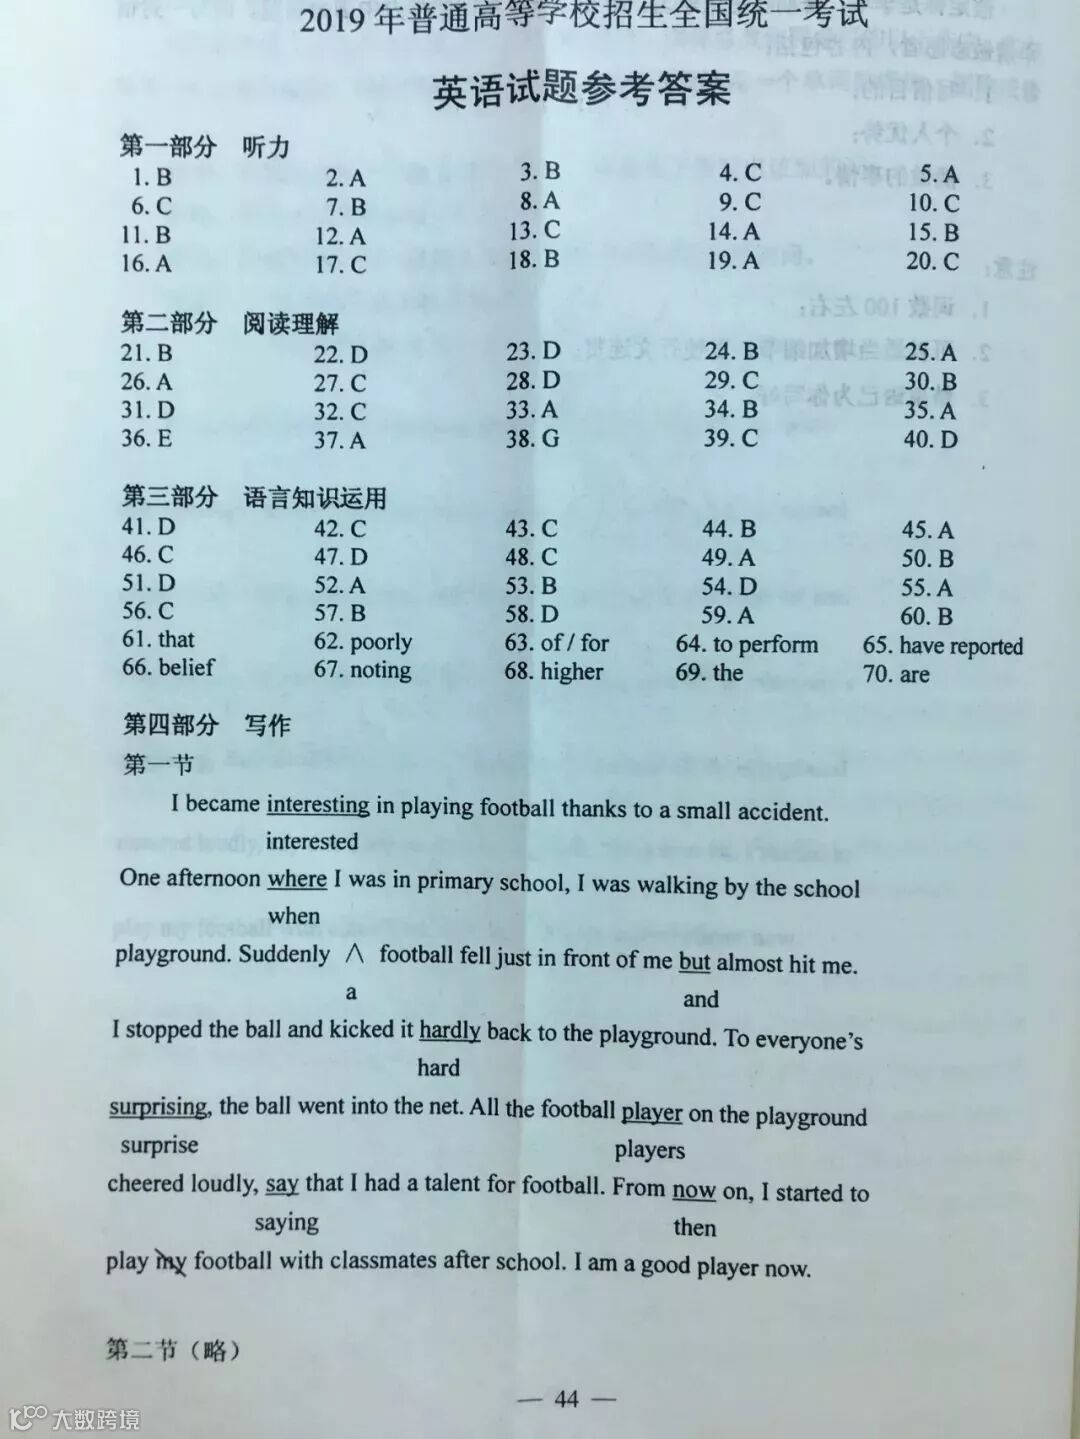 2019年普通高等学校招生全国统一考试
英语试题参考答案
第一部分 听力
1. B 2. A 3. B 4. C 5. A
6. C 7. B 8. A 9. C 10. C
11. B 12. A 13. C 14. A 15. B
16. A 17. C 18. B 19. A 20. C
第二部分 阅读理解
21. B 22. D 23. D 24. B 25. A
26. A 27. C 28. D 29. C 30. B
31. D 32. C 33. A 34. B 35. A
36. E 37. A 38. G 39. C 40. D
第三部分 语言知识运用
41. D 42. C 43. C 44. B 45. A
46. C 47. D 48. C 49. A 50. B
51. D 52. A 53. B 54. D 55. A
56. C 57. B 58. D 59. A 60. B
61. that 62. poorly 63. of / for 64. to perform 65. have reported
66. belief 67. noting 68. higher 69. the 70. are
第四部分 写作
第一节
I became interesting in playing football thanks to a small accident.
interested
One afternoon where I was in primary school, I was walking by the school
when
playground. Suddenly ∧ football fell just in front of me but almost hit me.
a and
I stopped the ball and kicked it hardly back to the playground. To everyone's
hard
surprising, the ball went into the net. All the football player on the playground
surprise players
cheered loudly, say that I had a talent for football. From now on, I started to
saying then
play my football with classmates after school. I am a good player now.
第二节（略）
— 44 —
大数跨境